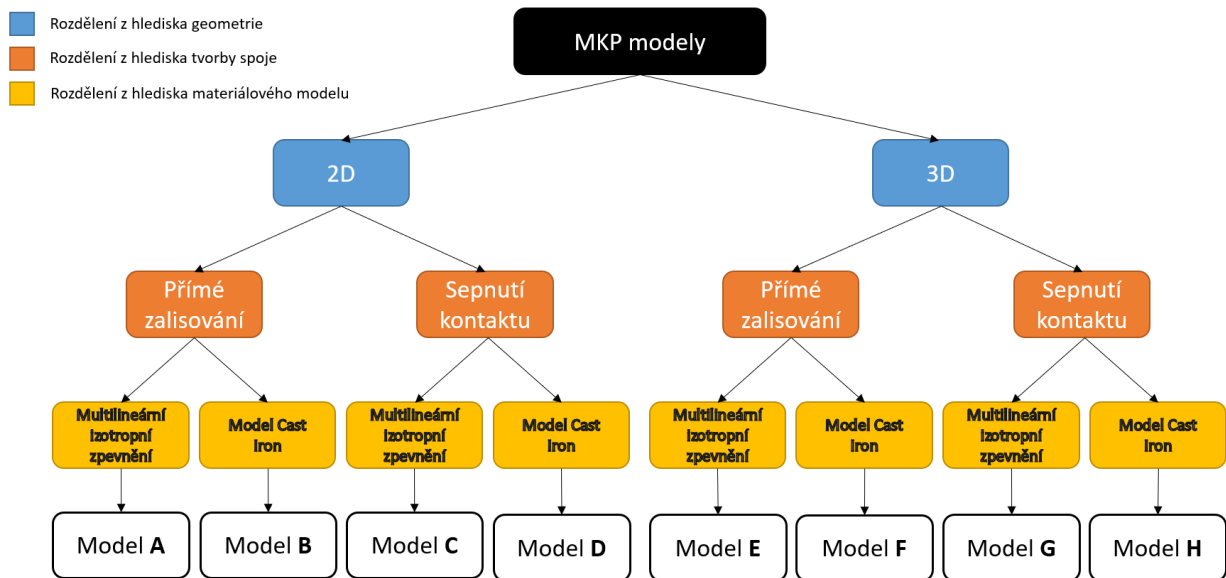 Rozdělení z hlediska geometrie
Rozdělení z hlediska tvorby spoje
Rozdělení z hlediska materiálového modelu
MKP modely
2D
3D
Přímé
zalisování
Sepnutí
kontaktu
Přímé
zalisování
Sepnutí
kontaktu
Multilineární
izotropní
zpevnění
Model Cast
Iron
Multilineární
izotropní
zpevnění
Model Cast
Iron
Multilineární
izotropní
zpevnění
Model Cast
Iron
Multilineární
izotropní
zpevnění
Model Cast
Iron
Model A
Model B
Model C
Model D
Model E
Model F
Model G
Model H